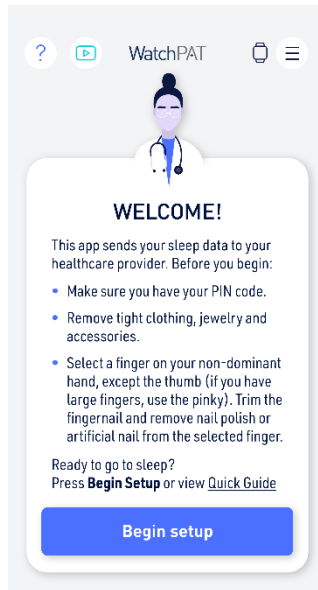 ?
WatchPAT
WELCOME!
This app sends your sleep data to your
healthcare provider. Before you begin:
• Make sure you have your PIN code.
• Remove tight clothing, jewelry and
accessories.
• Select a finger on your non-dominant
hand, except the thumb (if you have
large fingers, use the pinky). Trim the
fingernail and remove nail polish or
artificial nail from the selected finger.
Ready to go to sleep?
Press Begin Setup or view Quick Guide
Begin setup